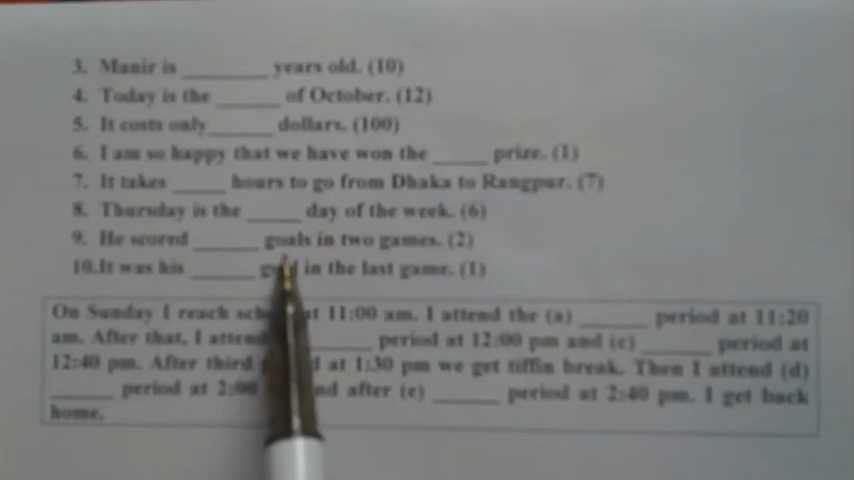 3. Manir is ________ years old. (10)
4. Today is the ______ of October. (12)
5. It costs only______ dollars. (100)
6. I am so happy that we have won the _____ prize. (1)
7. It takes _____ hours to go from Dhaka to Rangpur. (7)
8. Thursday is the _____ day of the week. (6)
9. He scored ______ goals in two games. (2)
10.It was his ______ in the last game. (1)
On Sunday I reach at 11:00 am. I attend the (a) ______ period at 11:20
am. After that, I attend ______ period at 12:00 pm and (c) ______ period at
12:40 pm. After third at 1:30 pm we get tiffin break. Then I attend (d)
______ period at 2:00 after (e) ______ period at 2:40 pm. I get back
home.